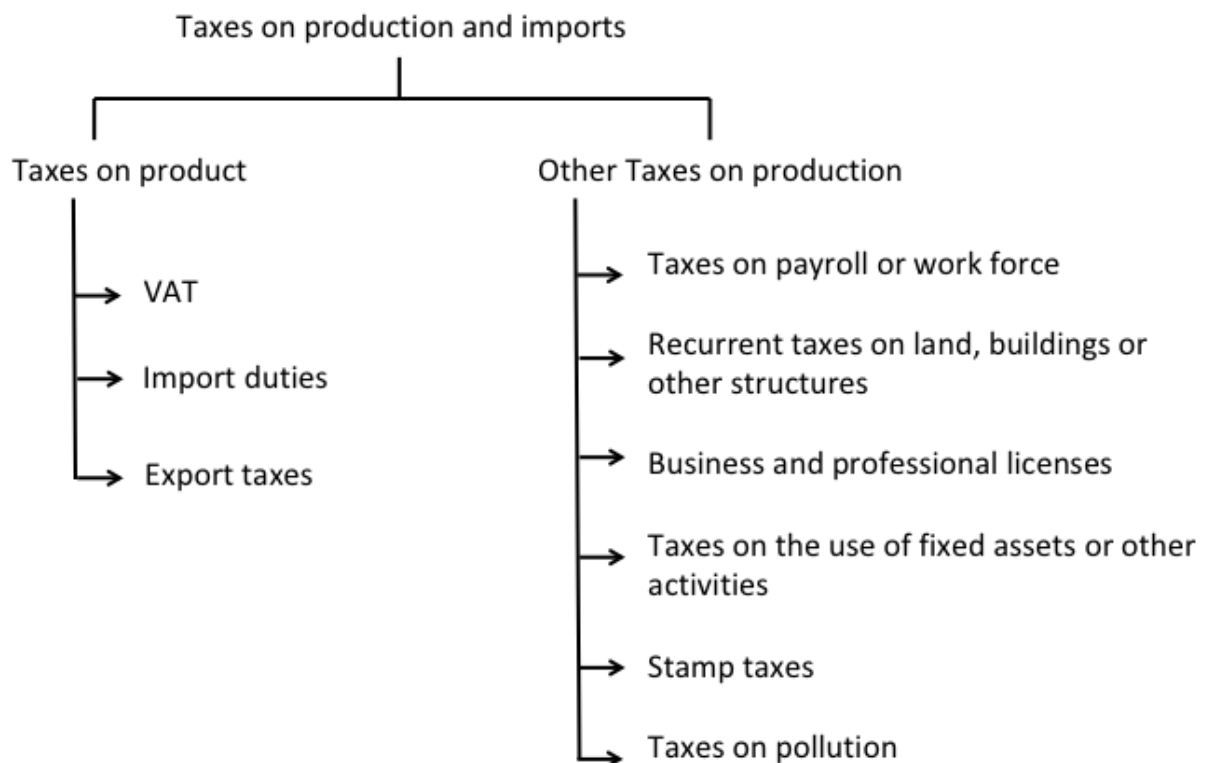 Taxes on production and imports
Taxes on product
Other Taxes on production
VAT
Import duties
Export taxes
Taxes on payroll or work force
Recurrent taxes on land, buildings or
other structures
Business and professional licenses
Taxes on the use of fixed assets or other
activities
Stamp taxes
Taxes on pollution